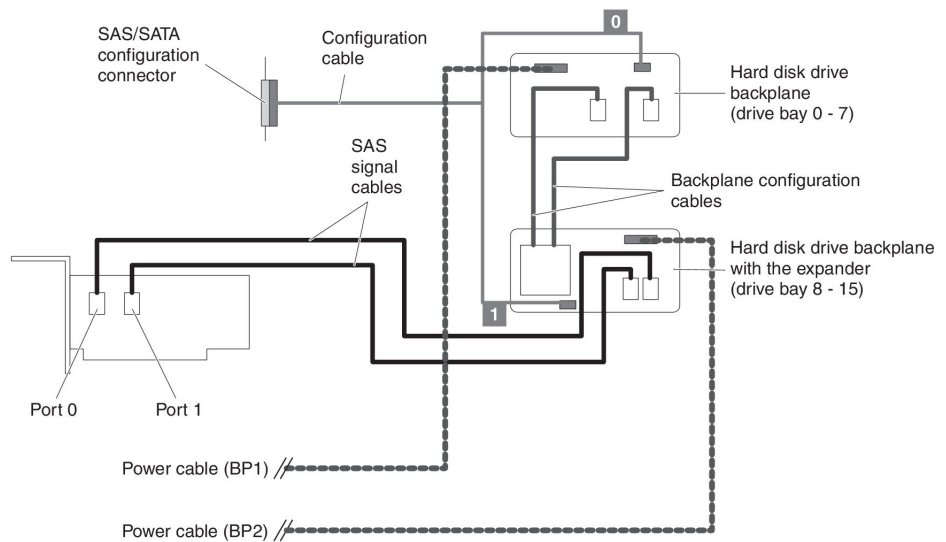 0
SAS/SATA
configuration
connector
Configuration
cable
Hard disk drive
backplane
(drive bay 0 - 7)
SAS
signal
cables
Backplane configuration
cables
Hard disk drive backplane
with the expander
(drive bay 8 - 15)
1
Port 0
Port 1
Power cable (BP1)
Power cable (BP2)